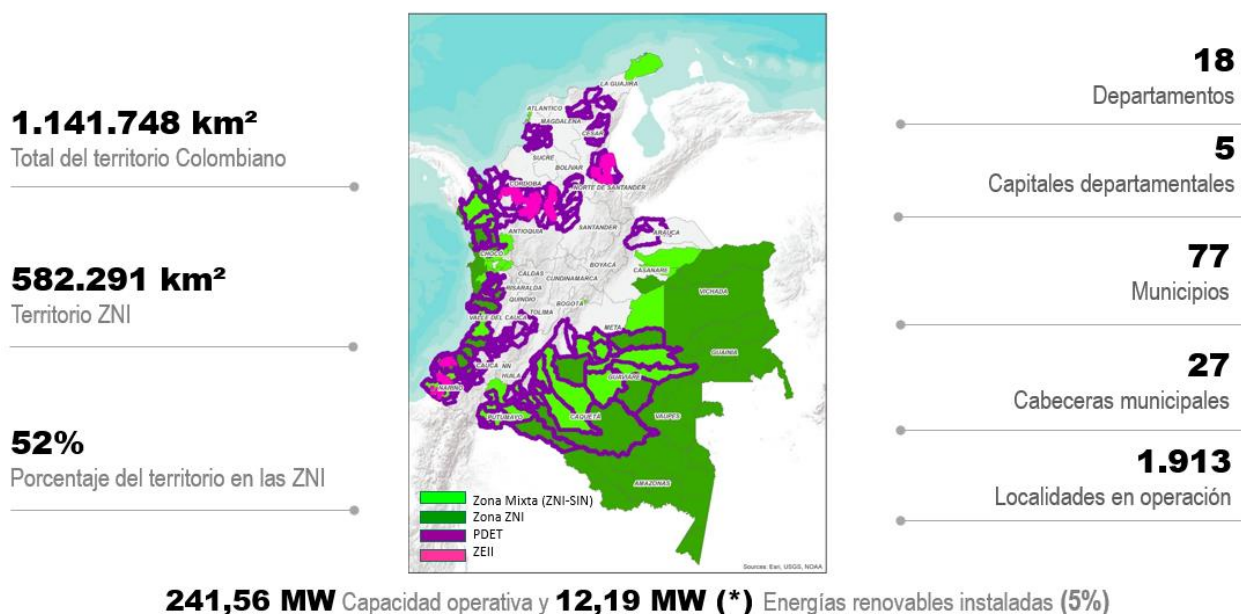 1.141.748 km²
Total del territorio Colombiano
582.291 km²
Territorio ZNI
52%
Porcentaje del territorio en las ZNI
LA GUAJIRA
ATLANTICO
MAGDALENA
CESAR
SUCRE
BOLÍVAR
CORDOBA
NORTE DE SANTANDER
ANTIOQUIA
SANTANDER
ARAUCA
CHOCO
BOYACÁ
CASANARE
CALDAS
CUNDINAMARCA
RISARALDA
VICHADA
QUINDIO
BOGOTÁ
TOLIMA
VALLE DEL CAUCA
META
GUAINIA
CAUCA
NN
HUILA
GUAVIARE
NARIÑO
PUTUMAYO
CAQUETA
VAUPES
AMAZONAS
Zona Mixta (ZNI-SIN)
Zona ZNI
PDET
ZEII
Sources: Esri, USGS, NOAA
18
Departamentos
5
Capitales departamentales
77
Municipios
27
Cabeceras municipales
1.913
Localidades en operación
241,56 MW Capacidad operativa y 12,19 MW (*) Energías renovables instaladas (5%)